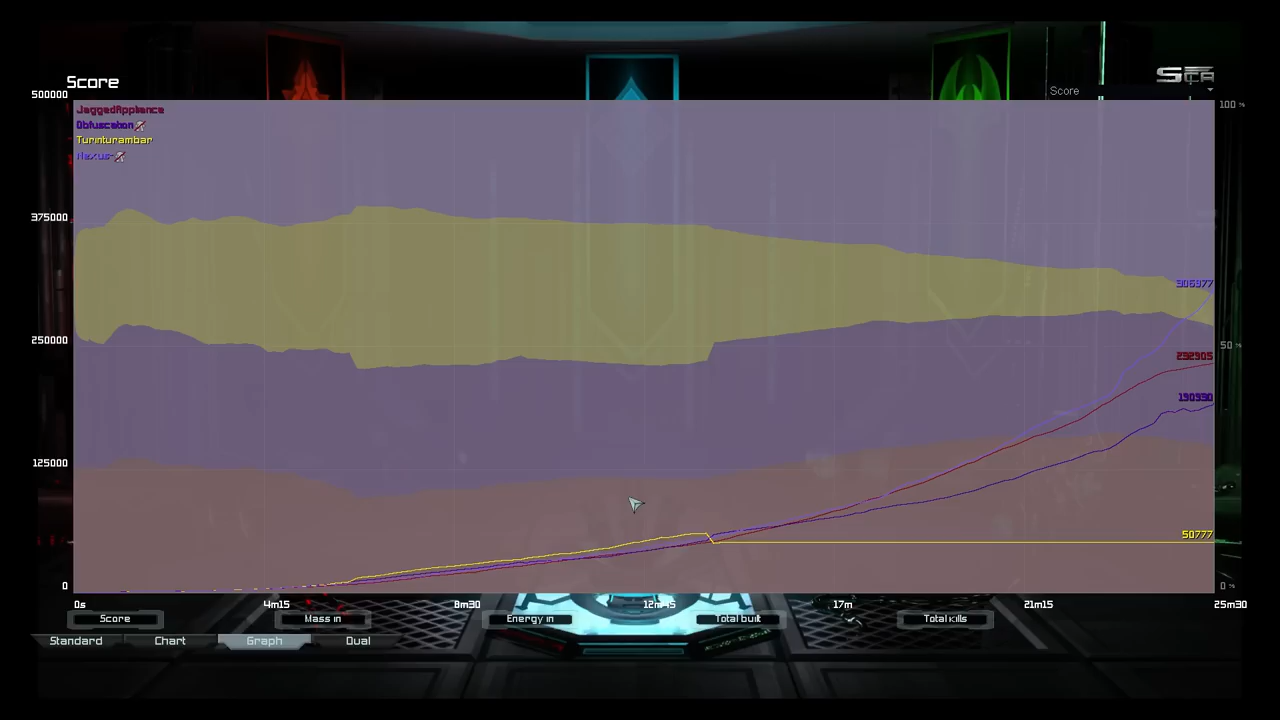 Score
500000
Score
100 %
JaggedAppliance
Obfuscation
Turinturambar
Nexus-
375000
306977
250000
50 %
292905
190930
125000
50777
0
0 %
0s
4m15
8m30
12m45
17m
21m15
25m30
Score
Mass in
Energy in
Total built
Total kills
Standard
Chart
Graph
Dual